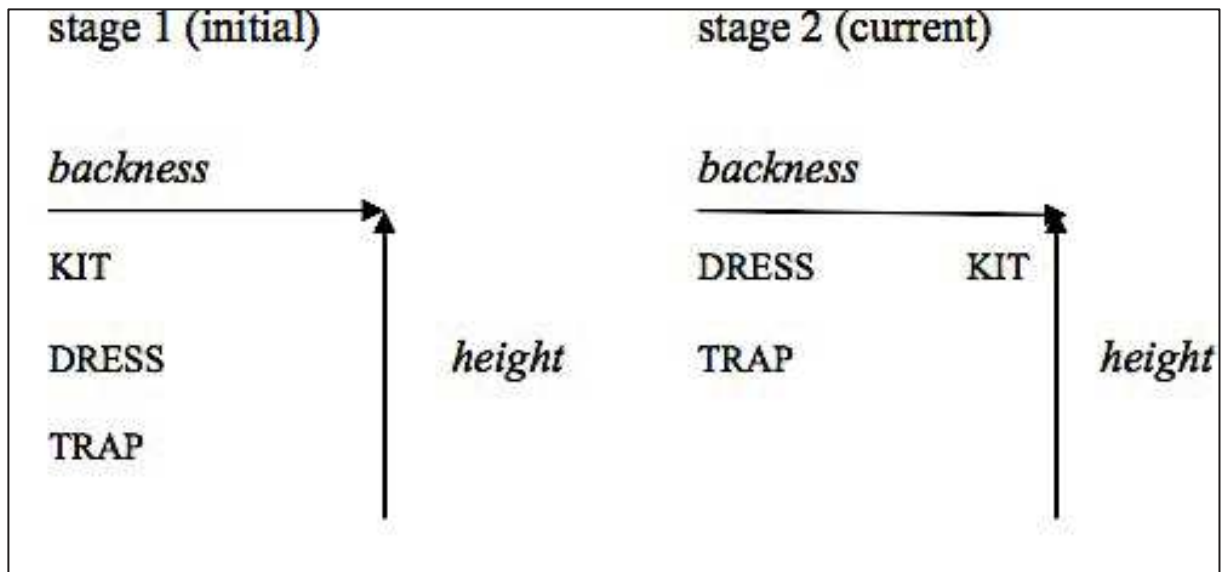 stage 1 (initial)
backness
KIT
DRESS
height
TRAP
stage 2 (current)
backness
DRESS KIT
TRAP
height